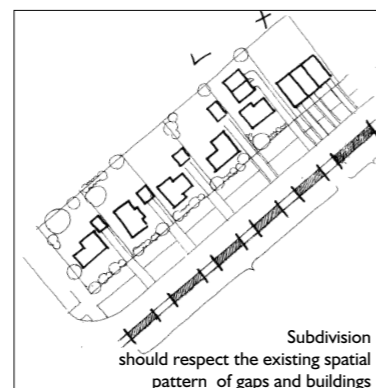 Subdivision
should respect the existing spatial
pattern of gaps and buildings